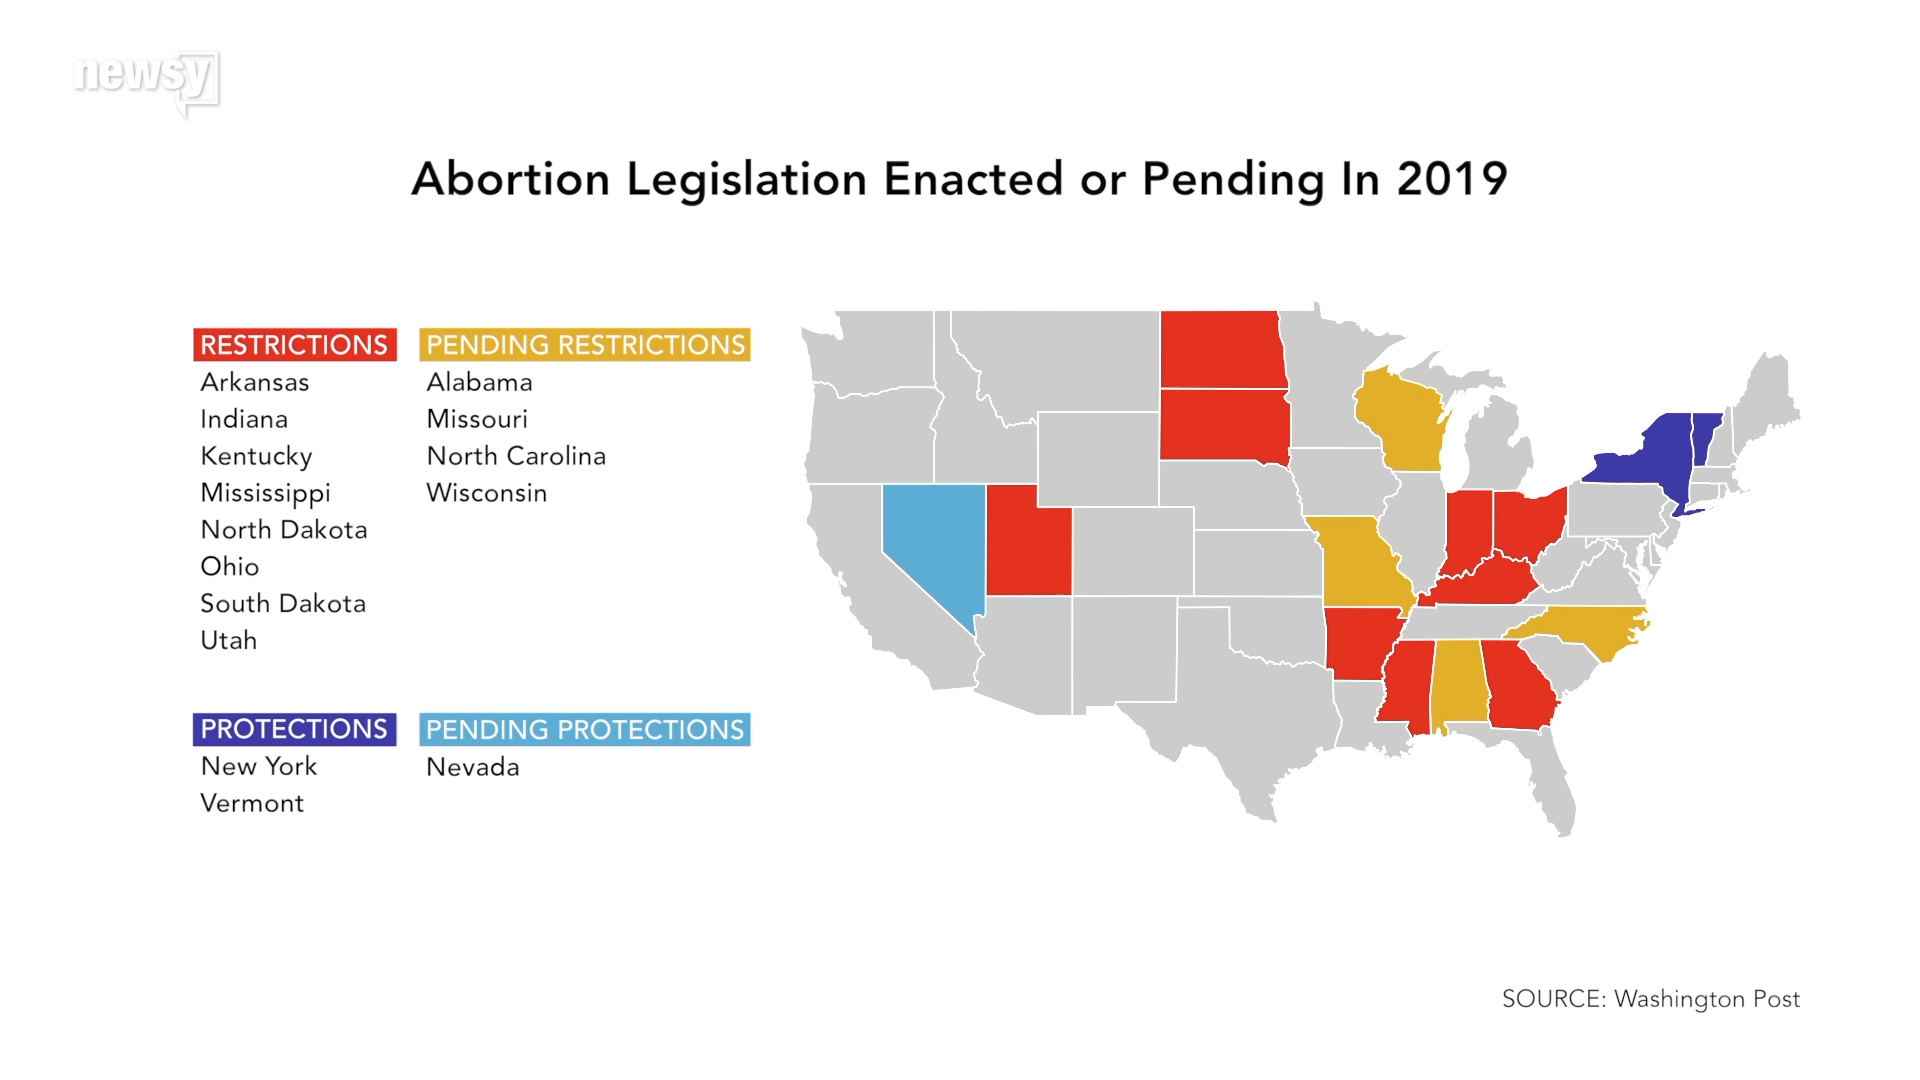 newsy
Abortion Legislation Enacted or Pending In 2019
RESTRICTIONS
Arkansas
Indiana
Kentucky
Mississippi
North Dakota
Ohio
South Dakota
Utah
PENDING RESTRICTIONS
Alabama
Missouri
North Carolina
Wisconsin
PROTECTIONS
New York
Vermont
PENDING PROTECTIONS
Nevada
SOURCE: Washington Post